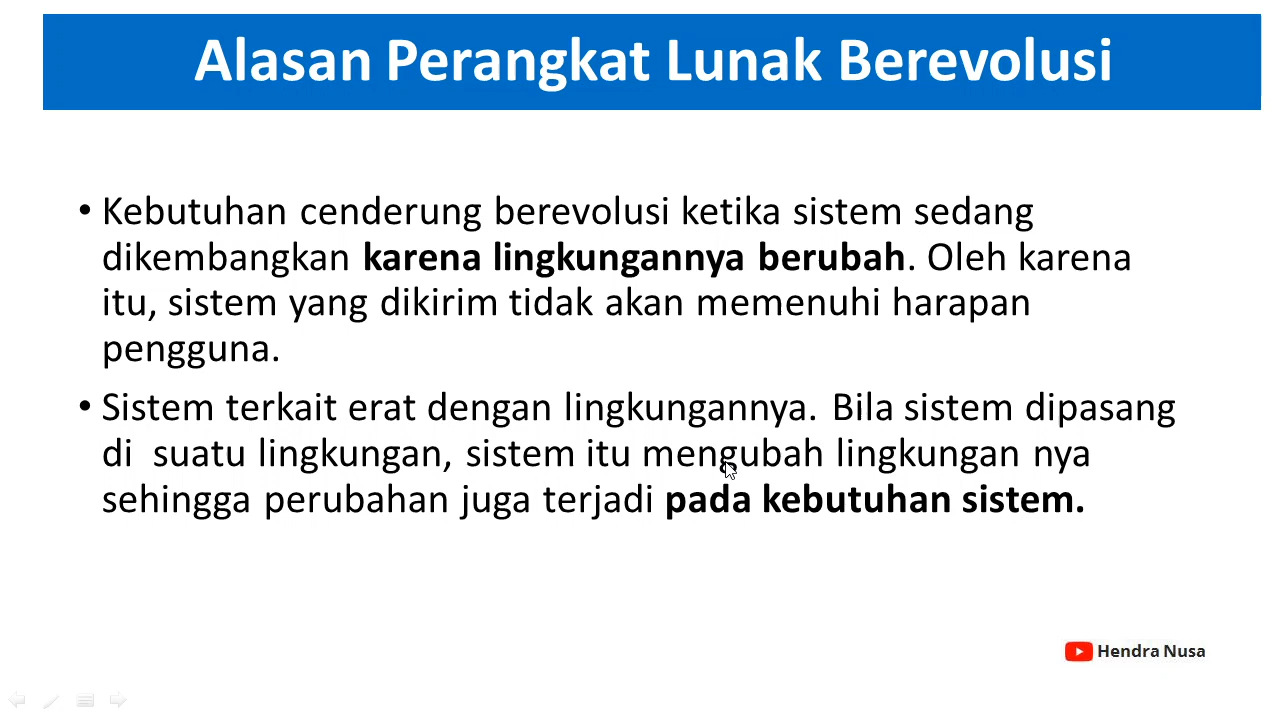 Alasan Perangkat Lunak Berevolusi
• Kebutuhan cenderung berevolusi ketika sistem sedang
dikembangkan karena lingkungannya berubah. Oleh karena
itu, sistem yang dikirim tidak akan memenuhi harapan
pengguna.
• Sistem terkait erat dengan lingkungannya. Bila sistem dipasang
di  suatu lingkungan, sistem itu mengubah lingkungan nya
sehingga perubahan juga terjadi pada kebutuhan sistem.
Hendra Nusa